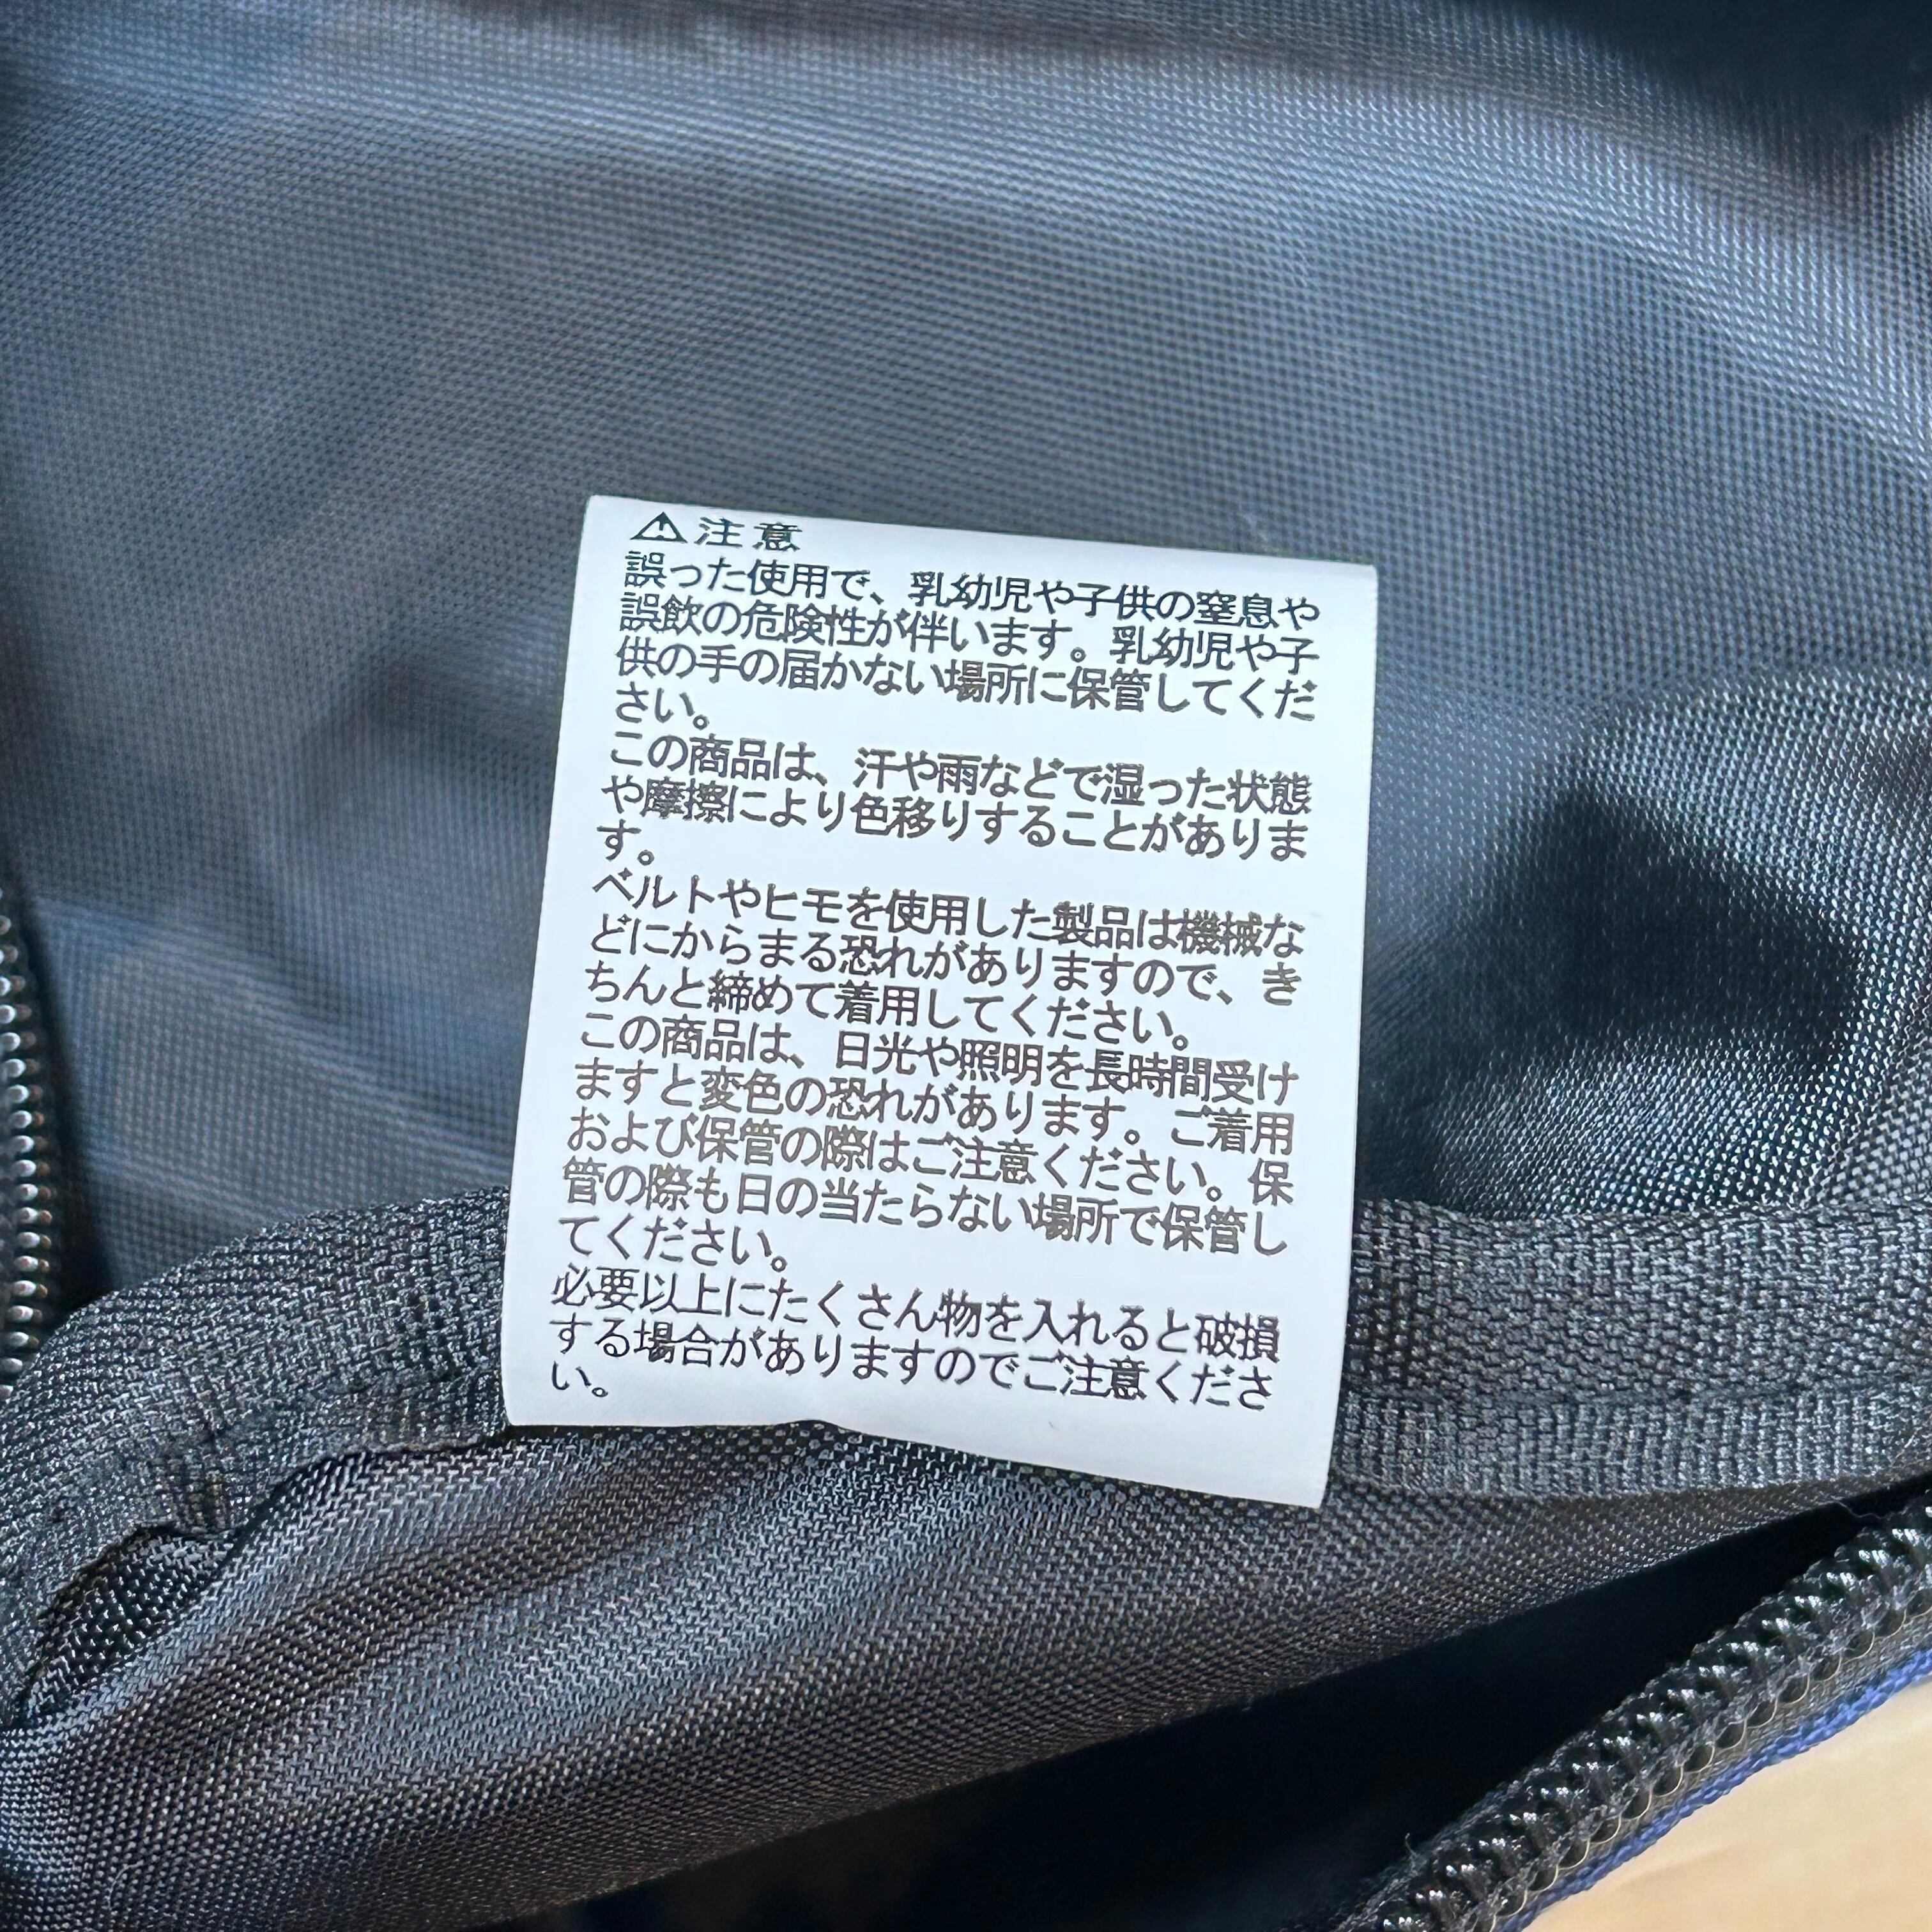 ⚠注意
誤った使用で、乳幼児や子供の窒息や
誤飲の危険性が伴います。乳幼児や子
供の手の届かない場所に保管してくだ
さい。
この商品は、汗や雨などで湿った状態
や摩擦により色移りすることがありま
す。
ベルトやヒモを使用した製品は機械な
どにからまる恐れがありますので、き
ちんと締めて着用してください。
この商品は、日光や照明を長時間受け
ますと変色の恐れがあります。ご着用
および保管の際はご注意ください。保
管の際も日の当たらない場所で保管し
てください。
必要以上にたくさん物を入れると破損
する場合がありますのでご注意くださ
い。